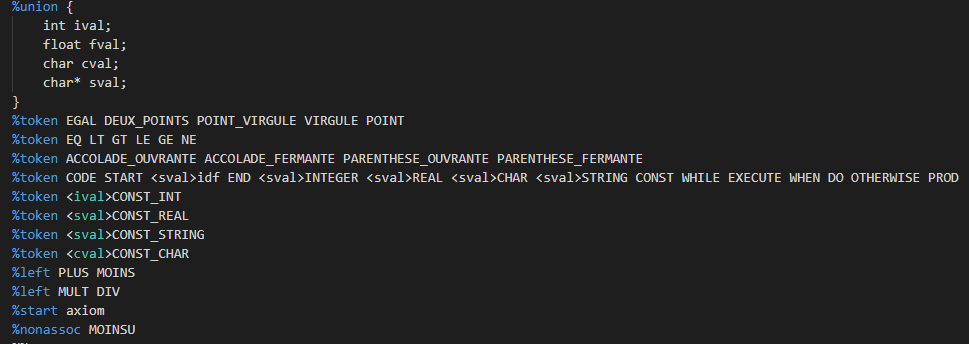 %union {
    int ival;
    float fval;
    char cval;
    char* sval;
}
%token EGAL DEUX_POINTS POINT_VIRGULE VIRGULE POINT
%token EQ LT GT LE GE NE
%token ACCOLADE_OUVRANTE ACCOLADE_FERMANTE PARENTHESE_OUVRANTE PARENTHESE_FERMANTE
%token CODE START <sval>idf END <sval>INTEGER <sval>REAL <sval>CHAR <sval>STRING CONST WHILE EXECUTE WHEN DO OTHERWISE PROD
%token <ival>CONST_INT
%token <sval>CONST_REAL
%token <sval>CONST_STRING
%token <cval>CONST_CHAR
%left PLUS MOINS
%left MULT DIV
%start axiom
%nonassoc MOINSU